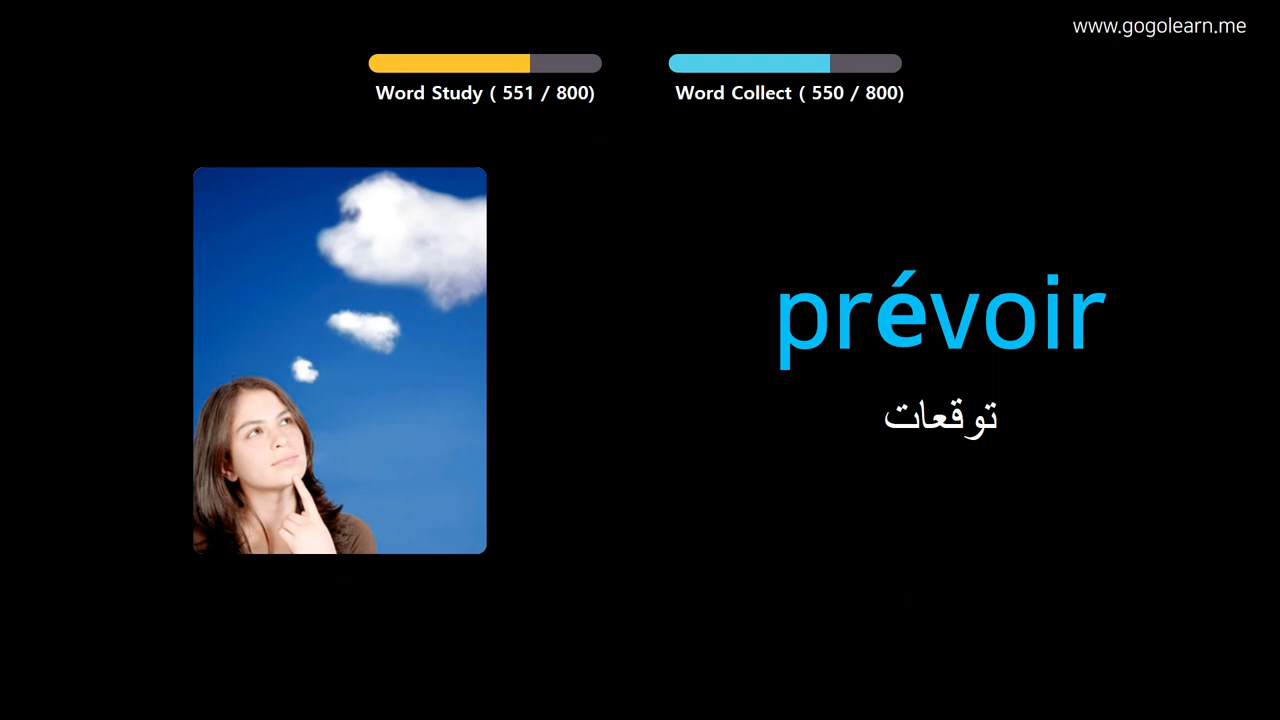 www.gogolearn.me
Word Study ( 551 / 800)
Word Collect ( 550 / 800)
prévoir
توقعات